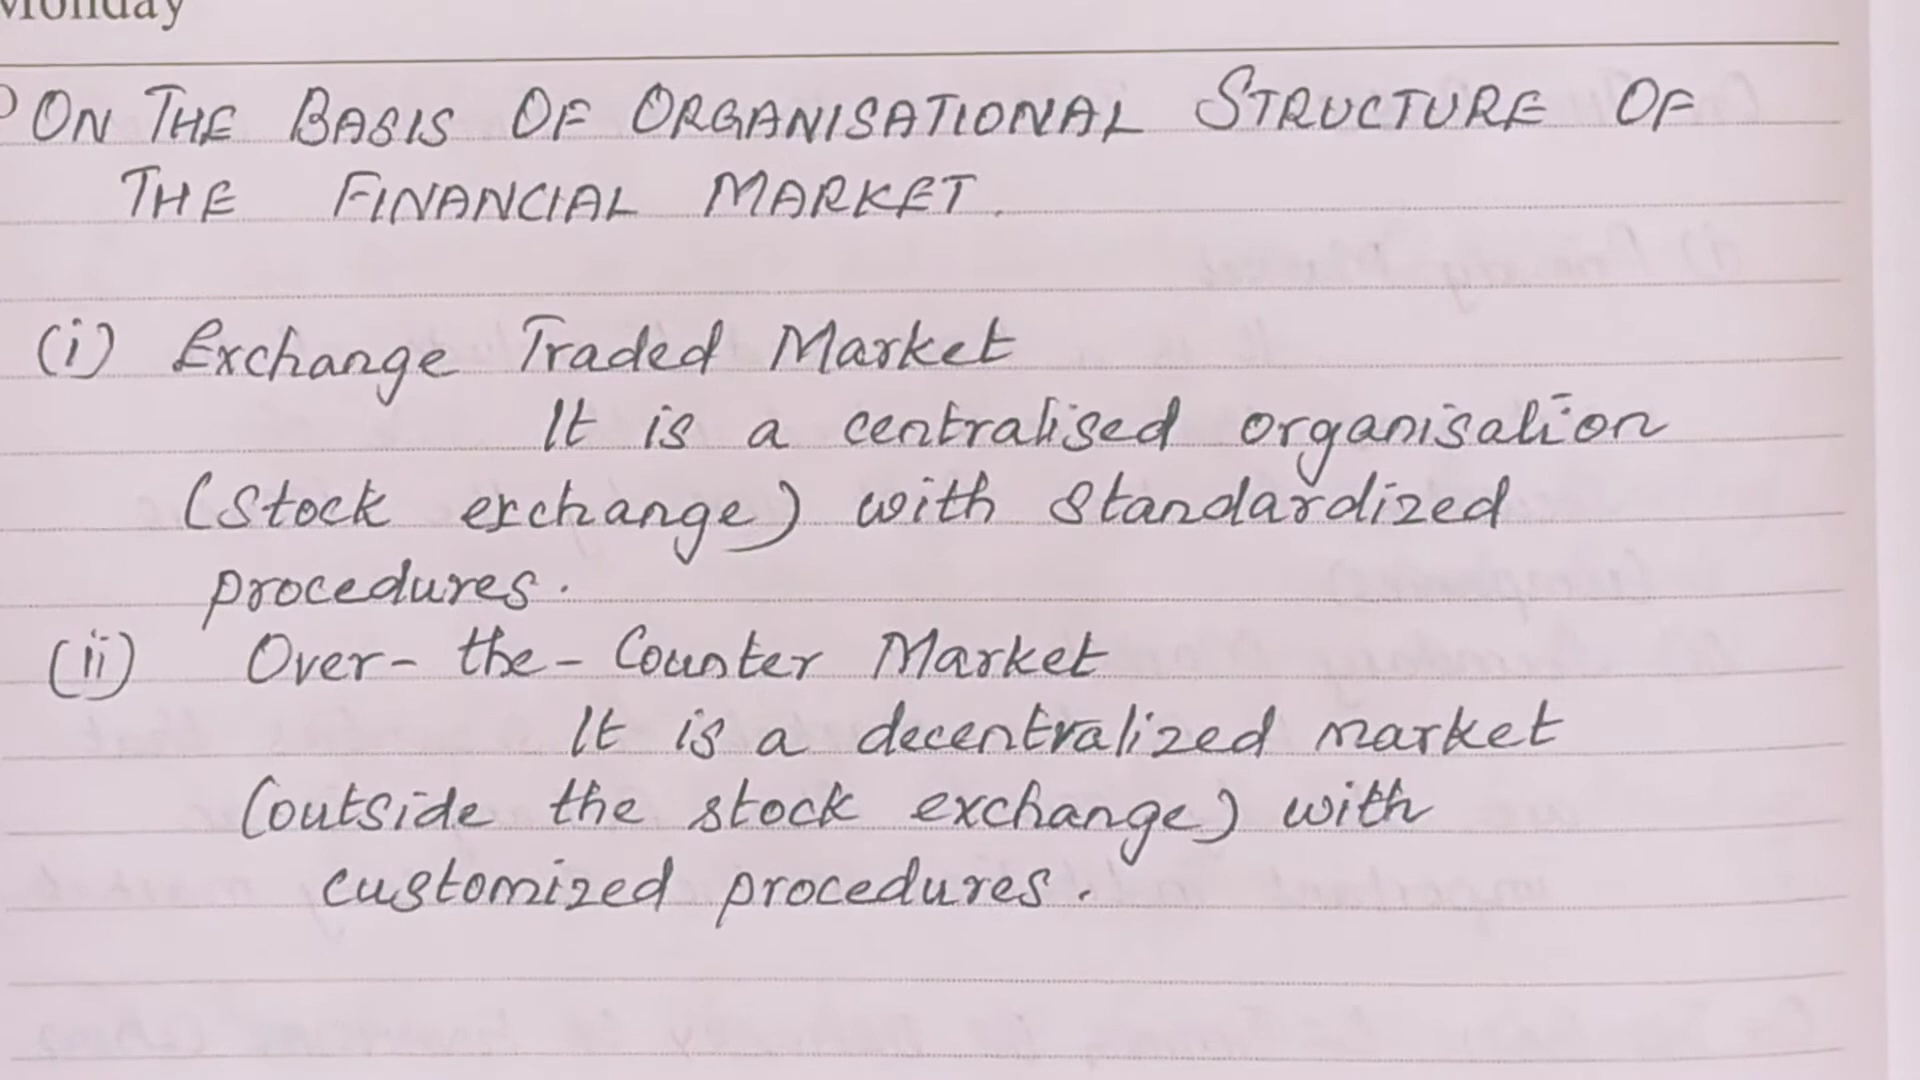 Monday
ON THE BASIS OF ORGANISATIONAL STRUCTURE OF
THE FINANCIAL MARKET.
(i) Exchange Traded Market
It is a centralised organisation
(Stock exchange) with standardized
procedures.
(ii) Over-the-Counter Market
It is a decentralized market
(outside the stock exchange) with
customized procedures.